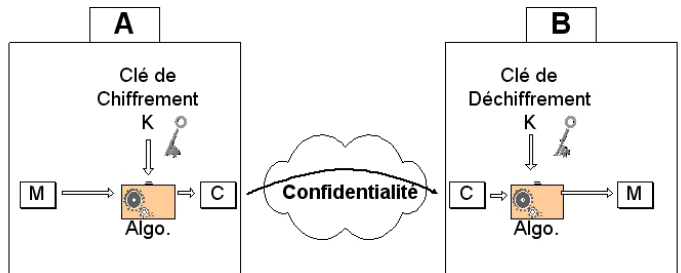 A
Clé de
Chiffrement
K
M
C
Algo.
Confidentialité
B
Clé de
Déchiffrement
K
C
M
Algo.